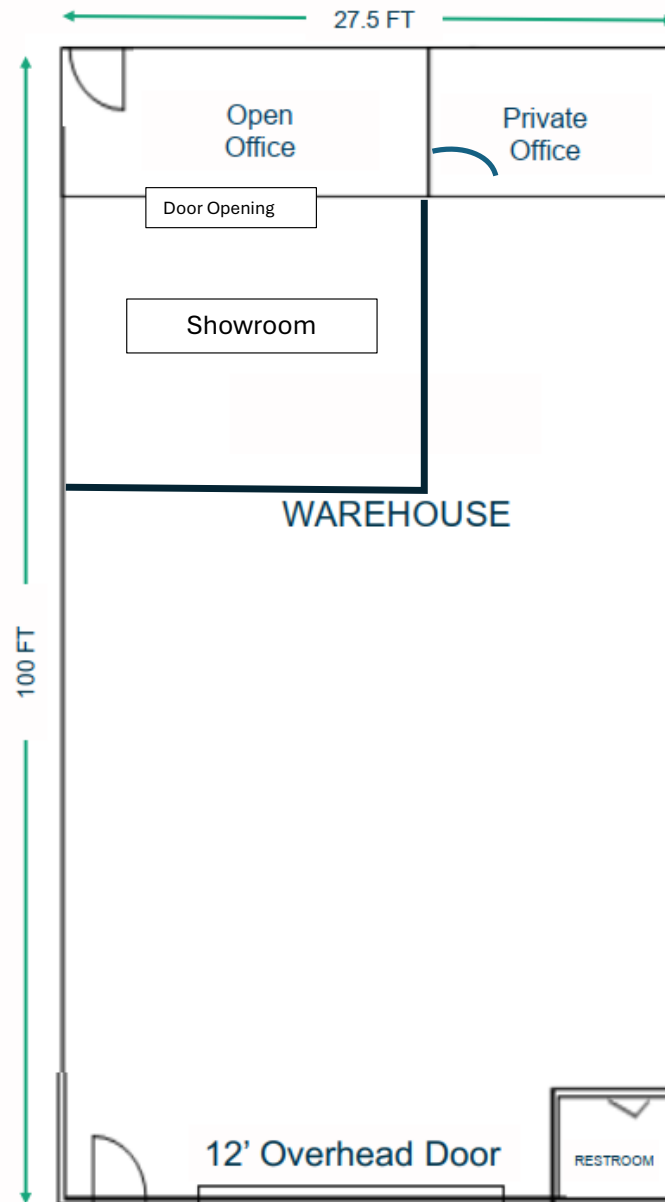 27.5 FT
Open
Office
Private
Office
Door Opening
Showroom
WAREHOUSE
100 FT
12' Overhead Door
RESTROOM